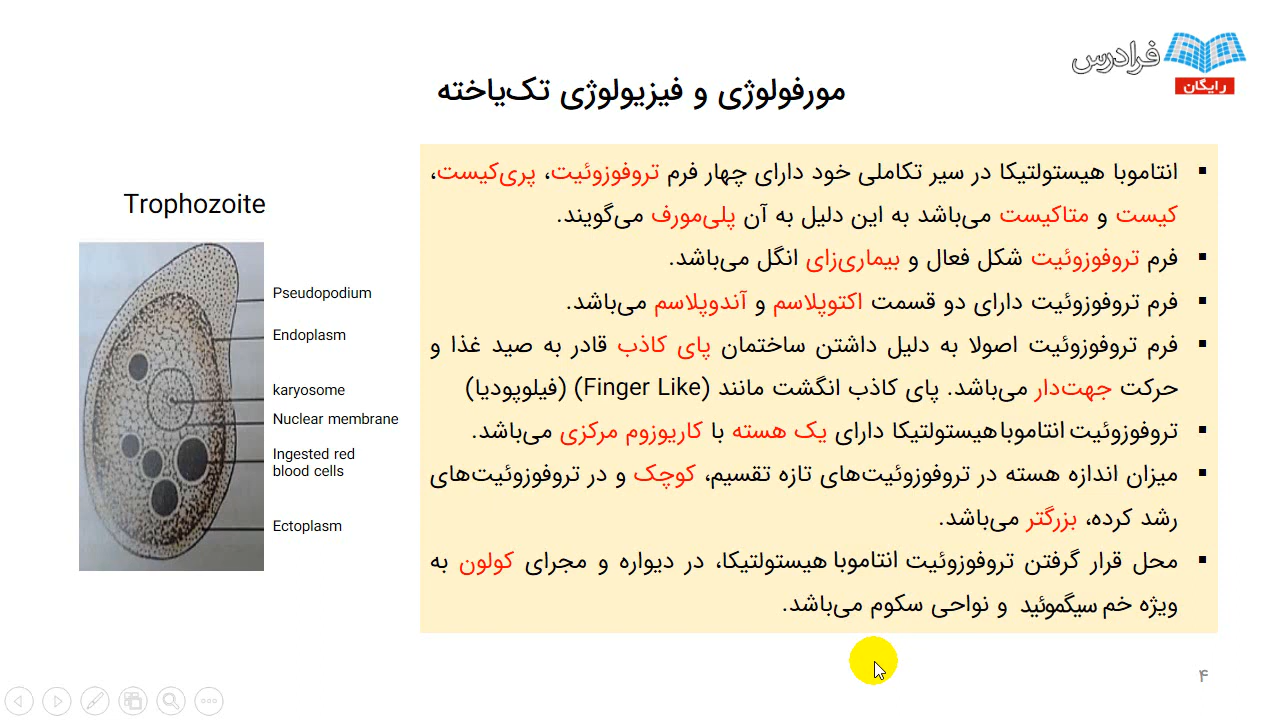 فرادرس
رایگان
مورفولوژی و فیزیولوژی تک‌یاخته
▪ انتاموبا هیستولتیکا در سیر تکاملی خود دارای چهار فرم تروفوزوئیت، پری‌کیست،
کیست و متاکیست می‌باشد به این دلیل به آن پلی‌مورف می‌گویند.
▪ فرم تروفوزوئیت شکل فعال و بیماری‌زای انگل می‌باشد.
▪ فرم تروفوزوئیت دارای دو قسمت اکتوپلاسم و آندوپلاسم می‌باشد.
▪ فرم تروفوزوئیت اصولا به دلیل داشتن ساختمان پای کاذب قادر به صید غذا و
حرکت جهت‌دار می‌باشد. پای کاذب انگشت مانند (Finger Like) (فیلوپودیا)
▪ تروفوزوئیت انتاموبا هیستولتیکا دارای یک هسته با کاریوزوم مرکزی می‌باشد.
▪ میزان اندازه هسته در تروفوزوئیت‌های تازه تقسیم، کوچک و در تروفوزوئیت‌های
رشد کرده، بزرگتر می‌باشد.
▪ محل قرار گرفتن تروفوزوئیت انتاموبا هیستولتیکا، در دیواره و مجرای کولون به
ویژه خم سیگموئید و نواحی سکوم می‌باشد.
Trophozoite
Pseudopodium
Endoplasm
karyosome
Nuclear membrane
Ingested red
blood cells
Ectoplasm
۴